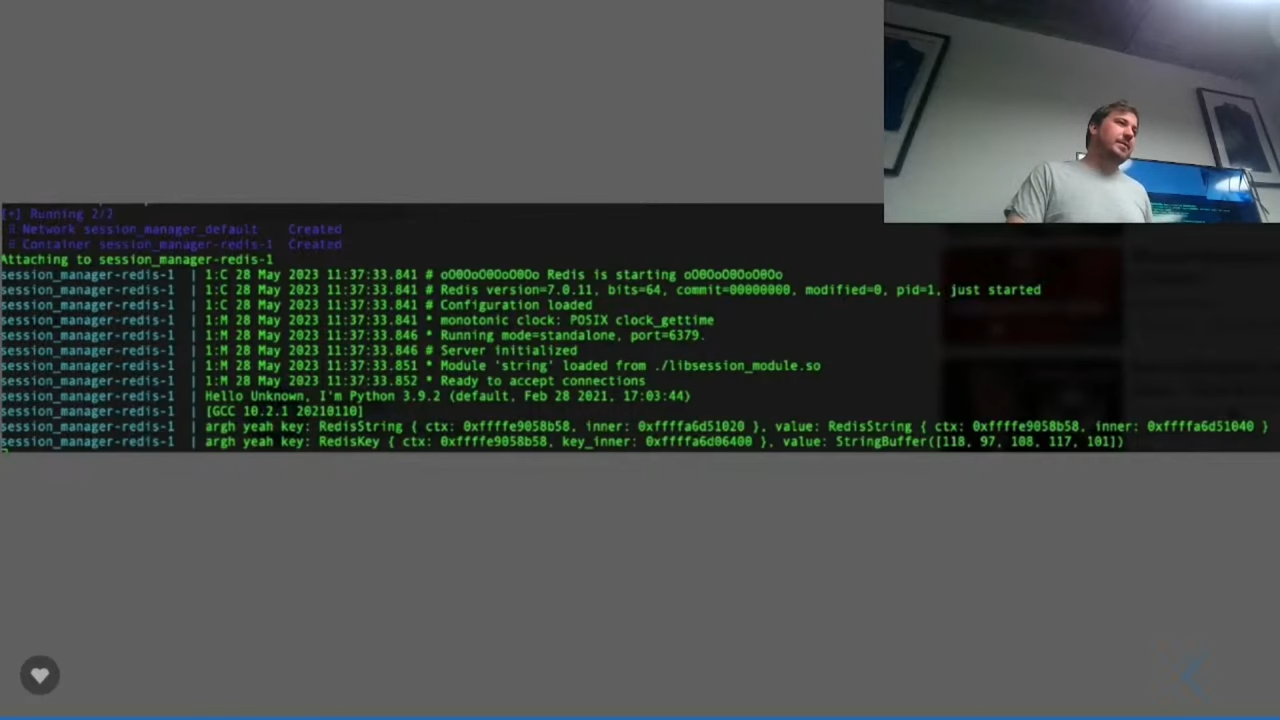 [+] Running 2/2
Network session_manager_default Created
Container session_manager-redis-1 Created
Attaching to session_manager-redis-1
session_manager-redis-1 | 1:C 28 May 2023 11:37:33.841 # oO0OoO0OoO0Oo Redis is starting oO0OoO0OoO0Oo
session_manager-redis-1 | 1:C 28 May 2023 11:37:33.841 # Redis version=7.0.11, bits=64, commit=00000000, modified=0, pid=1, just started
session_manager-redis-1 | 1:C 28 May 2023 11:37:33.841 # Configuration loaded
session_manager-redis-1 | 1:M 28 May 2023 11:37:33.841 * monotonic clock: POSIX clock_gettime
session_manager-redis-1 | 1:M 28 May 2023 11:37:33.846 * Running mode=standalone, port=6379.
session_manager-redis-1 | 1:M 28 May 2023 11:37:33.846 # Server initialized
session_manager-redis-1 | 1:M 28 May 2023 11:37:33.851 * Module 'string' loaded from ./libsession_module.so
session_manager-redis-1 | 1:M 28 May 2023 11:37:33.852 * Ready to accept connections
session_manager-redis-1 | Hello Unknown, I'm Python 3.9.2 (default, Feb 28 2021, 17:03:44)
session_manager-redis-1 | [GCC 10.2.1 20210110]
session_manager-redis-1 | argh yeah key: RedisString { ctx: 0xffffe9058b58, inner: 0xffffa6d51020 }, value: RedisString { ctx: 0xffffe9058b58, inner: 0xffffa6d51040 }
session_manager-redis-1 | argh yeah key: RedisKey { ctx: 0xffffe9058b58, key_inner: 0xffffa6d06400 }, value: StringBuffer([118, 97, 108, 117, 101])